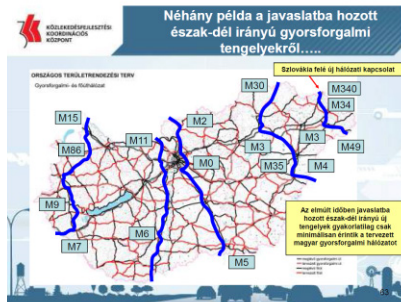 KÖZLEKEDÉSFEJLESZTÉSI
KOORDINÁCIÓS
KÖZPONT
Néhány példa a javaslatba hozott
észak-dél irányú gyorsforgalmi
tengelyekről…..
ORSZÁGOS TERÜLETRENDEZÉSI TERV
Gyorsforgalmi- és főúthálózat
Szlovákia felé új hálózati kapcsolat
M30
M340
M34
M15
M2
M11
M86
M3
M49
M0
M3
M35
M4
M9
M7
M6
M5
Az elmúlt időben javaslatba
hozott észak-dél irányú új
tengelyek gyakorlatilag csak
minimálisan érintik a tervezett
magyar gyorsforgalmi hálózatot